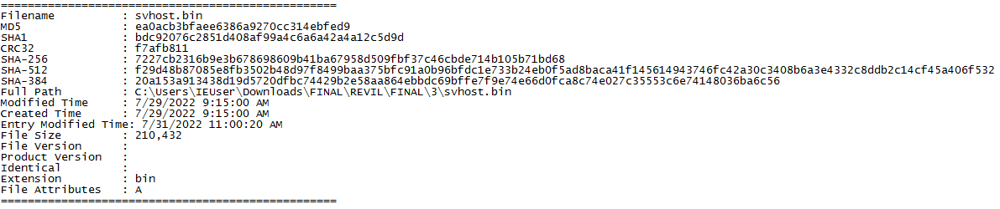 ==================================================
Filename          : svhost.bin
MD5               : ea0acb3bfaee6386a9270cc314ebfed9
SHA1              : bdc92076c2851d408af99a4c6a6a42a4a12c5d9d
CRC32             : f7afb811
SHA-256           : 7227cb2316b9e3b678698609b41ba67958d509fbf37c46cbde714b105b71bd68
SHA-512           : f29d48b87085e8fb3502b48d97f8499baa375bfc91a0b96bfdc1e733b24eb0f5ad8baca41f145614943746fc42a30c3408b6a3e4332c8ddb2c14cf45a406f532
SHA-384           : 20a153a913438d19d5720dfbc74429b2e58aa864ebbdc69bffe7f9e74e66d0fca8c74e027c35553c6e74148036ba6c56
Full Path         : C:\Users\IEUser\Downloads\FINAL\REVIL\FINAL\3\svhost.bin
Modified Time     : 7/29/2022 9:15:00 AM
Created Time      : 7/29/2022 9:15:00 AM
Entry Modified Time: 7/31/2022 11:00:20 AM
File Size         : 210,432
File Version      :
Product Version   :
Identical         :
Extension         : bin
File Attributes   : A
==================================================